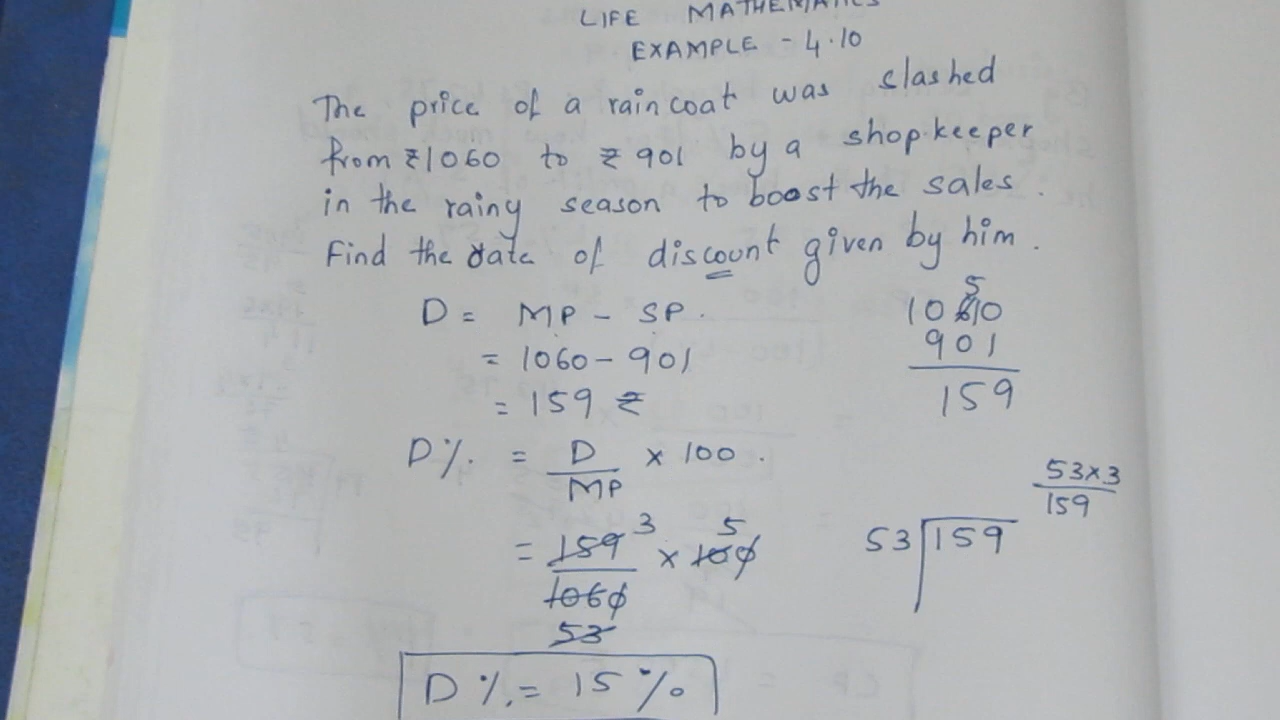 LIFE MATHEMATICS
EXAMPLE - 4.10
The price of a raincoat was slashed
from ₹1060 to ₹901 by a shopkeeper
in the rainy season to boost the sales.
Find the rate of discount given by him.
D = MP - SP.
= 1060 - 901
= 159 ₹
5
1060
901
159
D% = D/MP × 100.
= 159/1060 × 100
3 5
53
53×3
159
53 159
D% = 15%